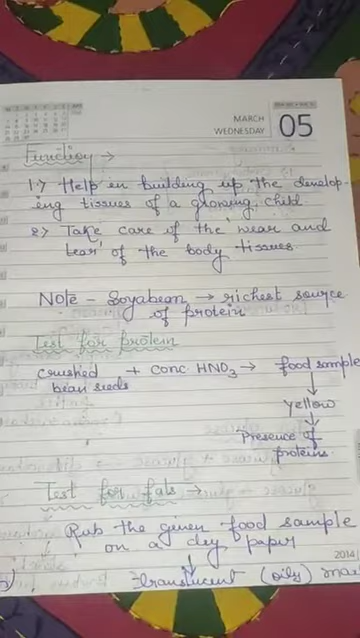 MARCH
WEDNESDAY 05
Function →
1.) Help in building up the develop-
ing tissues of a growing child
2) Take care of the 'wear and
tear' of the body tissues.
Note - Soyabean → richest source
of protein
Test for protein
crushed + conc. HNO3 → food sample
bean seeds
↓
yellow
↓
Presence of
proteins.
Test for fats →
Rub the given food sample
on a dry paper
2014
↓
translucent (oily)